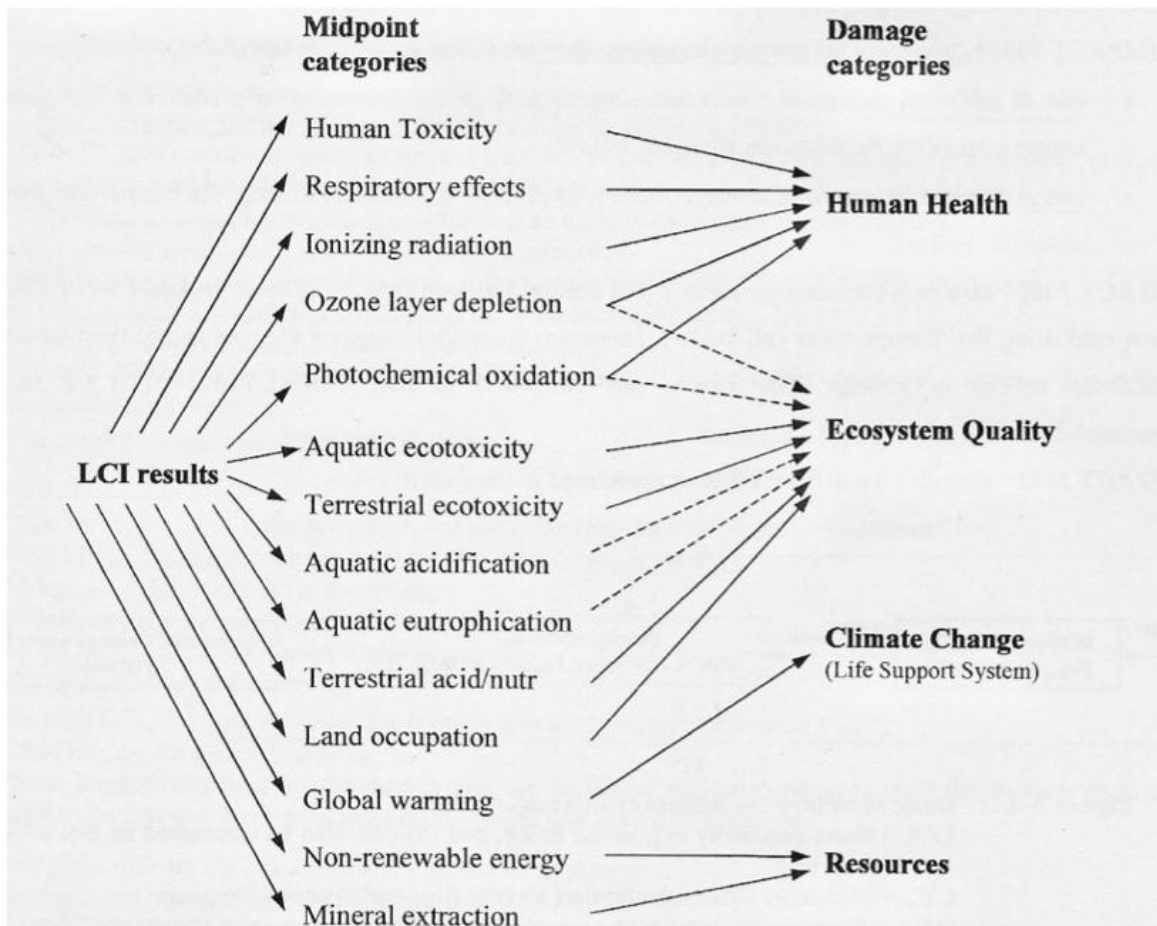 Midpoint
categories
Damage
categories
Human Toxicity
Respiratory effects
Human Health
Ionizing radiation
Ozone layer depletion
Photochemical oxidation
Aquatic ecotoxicity
Ecosystem Quality
LCI results
Terrestrial ecotoxicity
Aquatic acidification
Aquatic eutrophication
Climate Change
(Life Support System)
Terrestrial acid/nutr
Land occupation
Global warming
Non-renewable energy
Resources
Mineral extraction